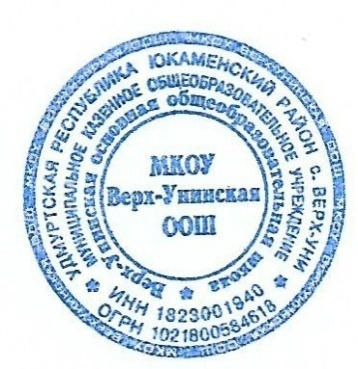 УДМУРТСКАЯ РЕСПУБЛИКА ЮКАМЕНСКИЙ РАЙОН С. ВЕРХ-УНИ
МУНИЦИПАЛЬНОЕ КАЗЕННОЕ ОБЩЕОБРАЗОВАТЕЛЬНОЕ УЧРЕЖДЕНИЕ
Верх-Унинская основная общеобразовательная школа
МКОУ
Верх-Унинская
ООШ
ИНН 1823001940
ОГРН 1021800584618